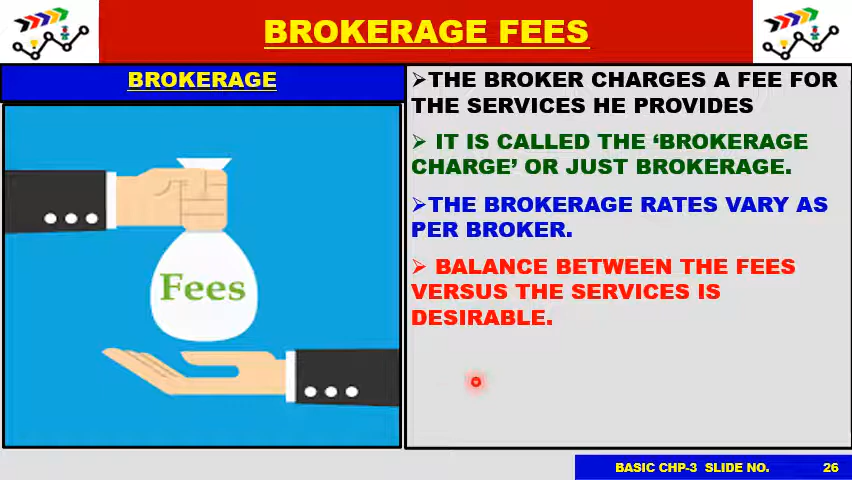 BROKERAGE FEES
BROKERAGE
➢THE BROKER CHARGES A FEE FOR
THE SERVICES HE PROVIDES
➢ IT IS CALLED THE ‘BROKERAGE
CHARGE’ OR JUST BROKERAGE.
➢THE BROKERAGE RATES VARY AS
PER BROKER.
➢ BALANCE BETWEEN THE FEES
VERSUS THE SERVICES IS
DESIRABLE.
Fees
BASIC CHP-3 SLIDE NO. 26